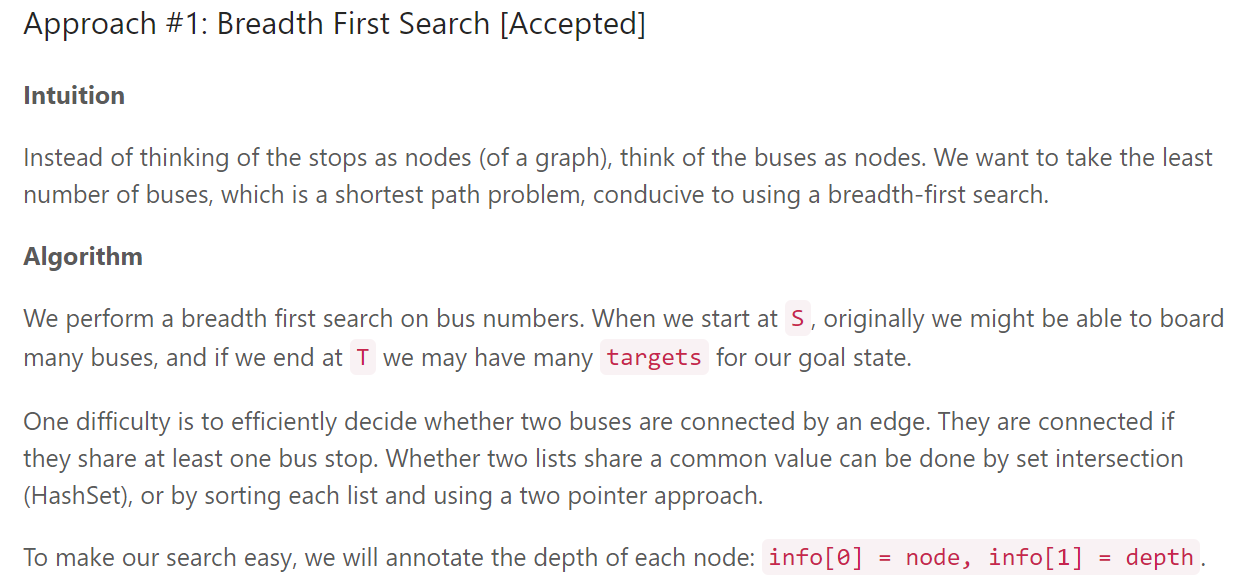 Approach #1: Breadth First Search [Accepted]
Intuition
Instead of thinking of the stops as nodes (of a graph), think of the buses as nodes. We want to take the least
number of buses, which is a shortest path problem, conducive to using a breadth-first search.
Algorithm
We perform a breadth first search on bus numbers. When we start at S, originally we might be able to board
many buses, and if we end at T we may have many targets for our goal state.
One difficulty is to efficiently decide whether two buses are connected by an edge. They are connected if
they share at least one bus stop. Whether two lists share a common value can be done by set intersection
(HashSet), or by sorting each list and using a two pointer approach.
To make our search easy, we will annotate the depth of each node: info[0] = node, info[1] = depth.